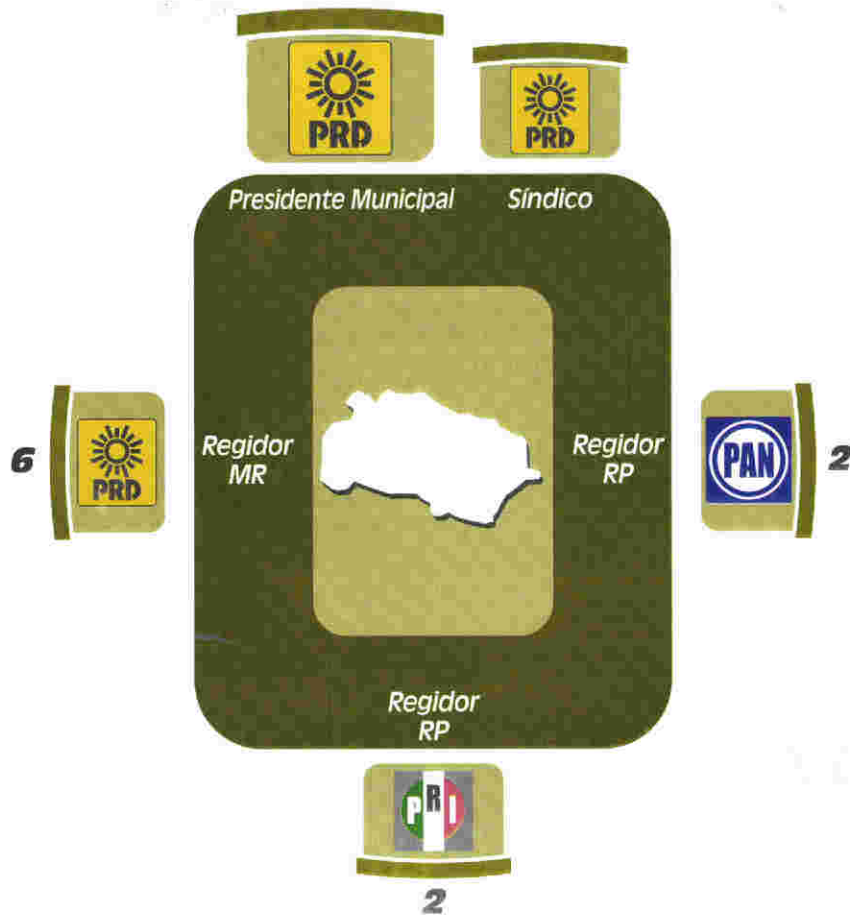 PRD
PRD
Presidente Municipal
Síndico
6
PRD
Regidor
MR
Regidor
RP
PAN
2
Regidor
RP
PRI
2